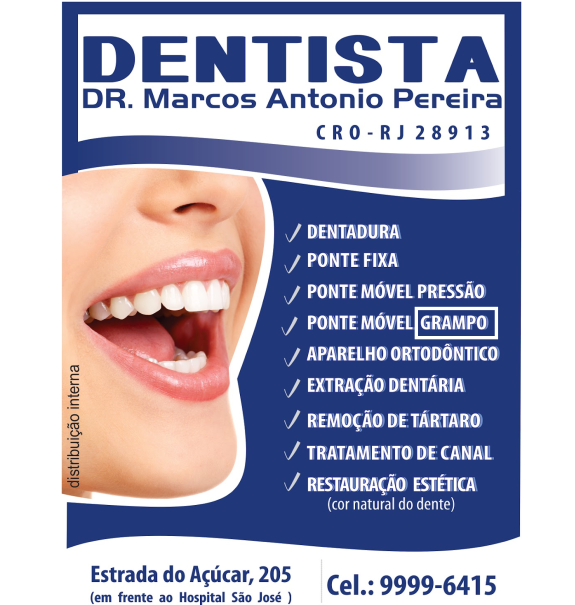 DENTISTA
DR. Marcos Antonio Pereira
CRO-RJ 28913
DENTADURA
PONTE FIXA
PONTE MÓVEL PRESSÃO
PONTE MÓVEL GRAMPO
APARELHO ORTODÔNTICO
EXTRAÇÃO DENTÁRIA
REMOÇÃO DE TÁRTARO
TRATAMENTO DE CANAL
RESTAURAÇÃO ESTÉTICA
(cor natural do dente)
distribuição interna
Estrada do Açúcar, 205
(em frente ao Hospital São José )
Cel.: 9999-6415